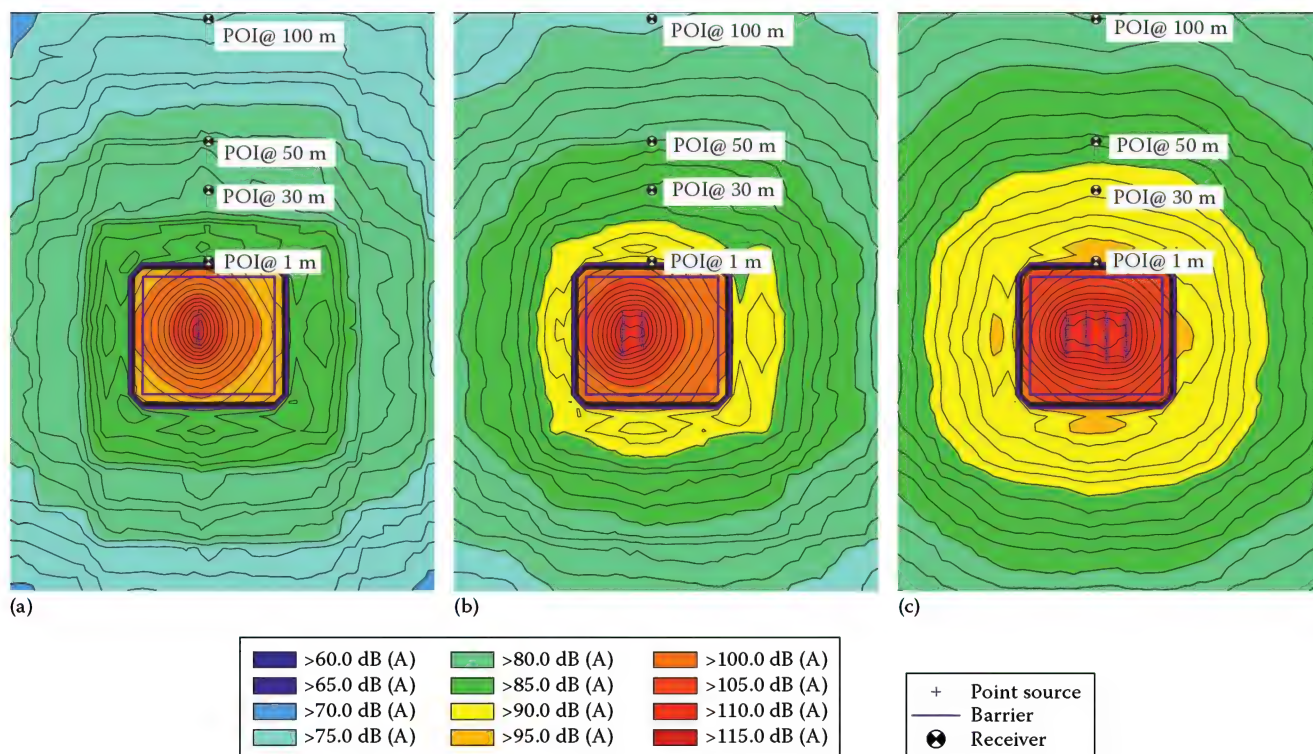 POI@ 100 m
POI@ 50 m
POI@ 30 m
POI@ 1 m
(a)
POI@ 100 m
POI@ 50 m
POI@ 30 m
POI@ 1 m
(b)
POI@ 100 m
POI@ 50 m
POI@ 30 m
POI@ 1 m
(c)
>60.0 dB (A)
>65.0 dB (A)
>70.0 dB (A)
>75.0 dB (A)
>80.0 dB (A)
>85.0 dB (A)
>90.0 dB (A)
>95.0 dB (A)
>100.0 dB (A)
>105.0 dB (A)
>110.0 dB (A)
>115.0 dB (A)
Point source
Barrier
Receiver